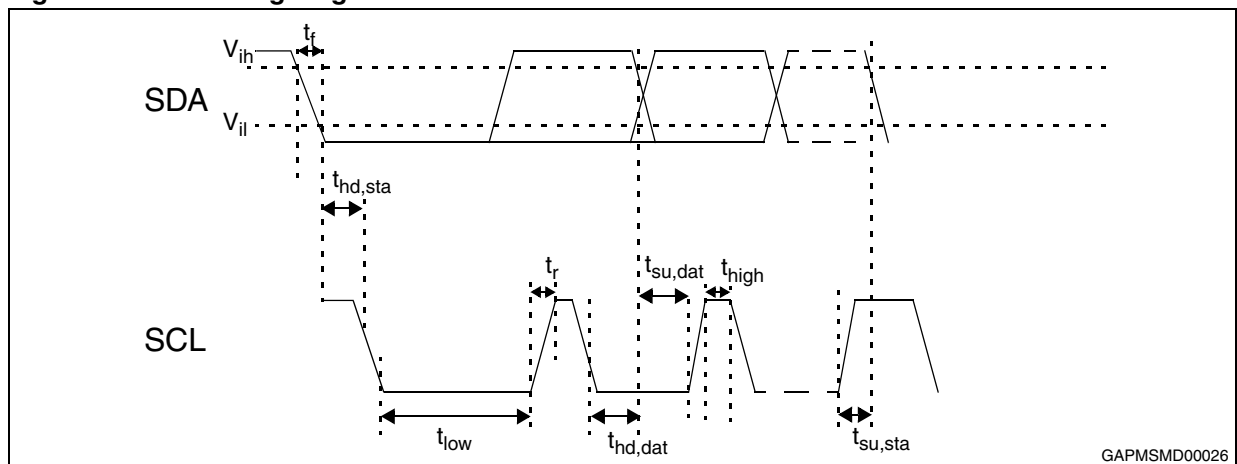 t_f
V_ih
SDA
V_il
t_hd,sta
t_r
t_su,dat
t_high
SCL
t_low
t_hd,dat
t_su,sta
GAPMSMD00026